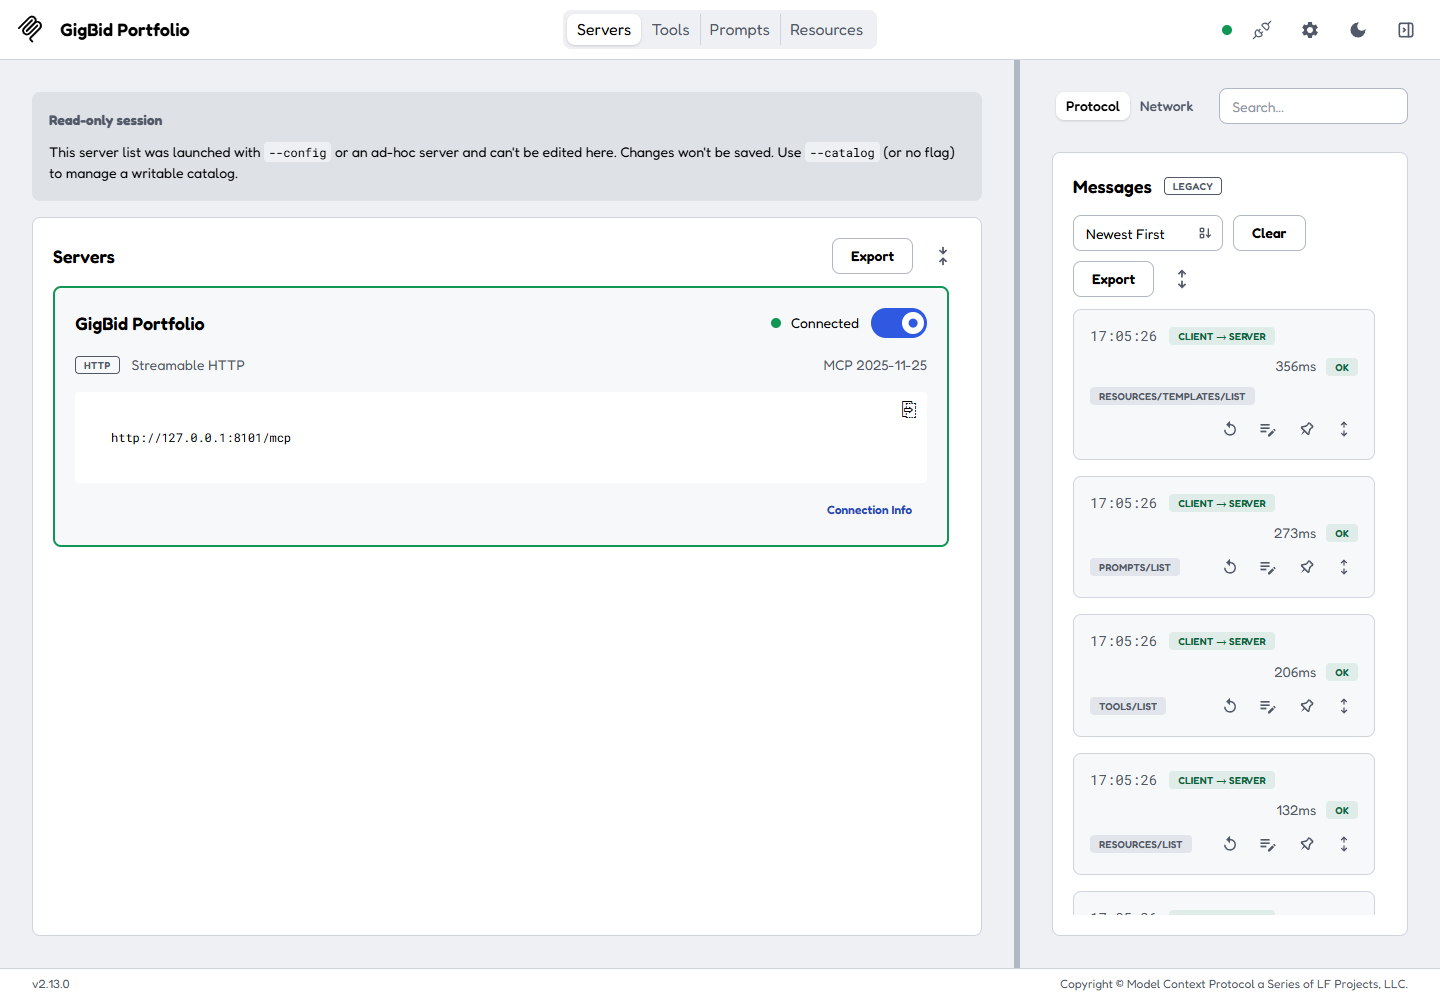 GigBid Portfolio
Servers
Tools
Prompts
Resources
Read-only session
This server list was launched with --config or an ad-hoc server and can't be edited here. Changes won't be saved. Use --catalog (or no flag)
to manage a writable catalog.
Servers
Export
GigBid Portfolio
Connected
HTTP
Streamable HTTP
MCP 2025-11-25
http://127.0.0.1:8101/mcp
Connection Info
Protocol
Network
Search...
Messages
LEGACY
Newest First
Clear
Export
17:05:26
CLIENT → SERVER
356ms
OK
RESOURCES/TEMPLATES/LIST
17:05:26
CLIENT → SERVER
273ms
OK
PROMPTS/LIST
17:05:26
CLIENT → SERVER
206ms
OK
TOOLS/LIST
17:05:26
CLIENT → SERVER
132ms
OK
RESOURCES/LIST
v2.13.0
Copyright © Model Context Protocol a Series of LF Projects, LLC.